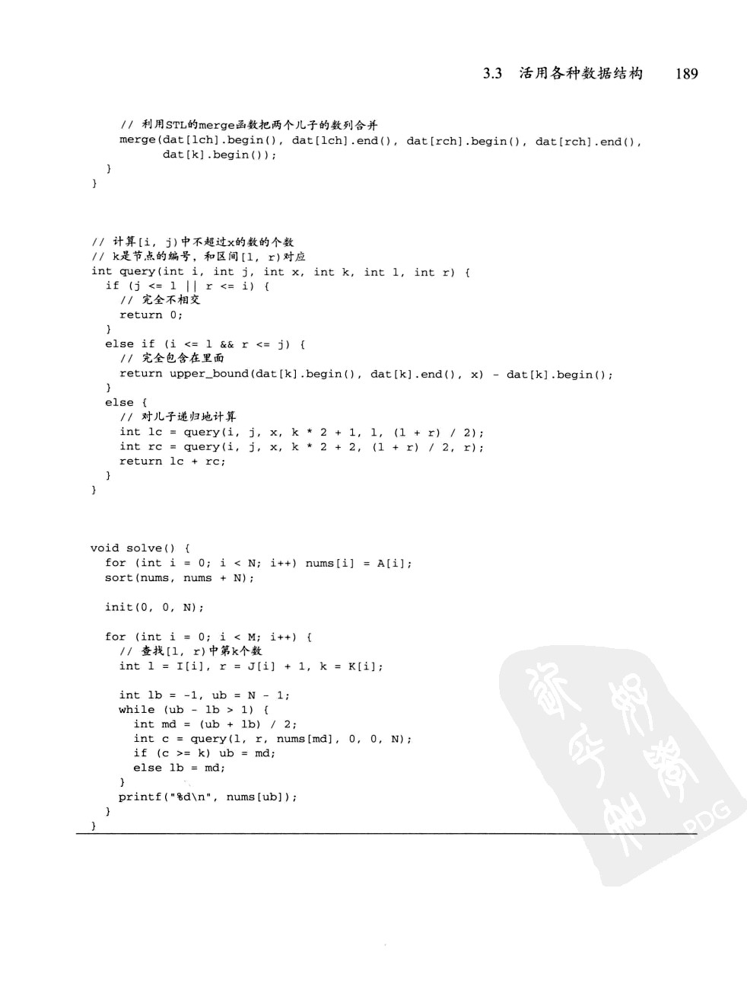 3.3 活用各种数据结构 189
// 利用STL的merge函数把两个儿子的数列合并
merge(dat[lch].begin(), dat[lch].end(), dat[rch].begin(), dat[rch].end(),
dat[k].begin());
}
}
// 计算[i, j)中不超过x的数的个数
// k是节点的编号，和区间[l, r)对应
int query(int i, int j, int x, int k, int l, int r) {
if (j <= l || r <= i) {
// 完全不相交
return 0;
}
else if (i <= l && r <= j) {
// 完全包含在里面
return upper_bound(dat[k].begin(), dat[k].end(), x) - dat[k].begin();
}
else {
// 对儿子递归地计算
int lc = query(i, j, x, k * 2 + 1, l, (l + r) / 2);
int rc = query(i, j, x, k * 2 + 2, (l + r) / 2, r);
return lc + rc;
}
}
void solve() {
for (int i = 0; i < N; i++) nums[i] = A[i];
sort(nums, nums + N);
init(0, 0, N);
for (int i = 0; i < M; i++) {
// 查找[l, r)中第k个数
int l = I[i], r = J[i] + 1, k = K[i];
int lb = -1, ub = N - 1;
while (ub - lb > 1) {
int md = (ub + lb) / 2;
int c = query(l, r, nums[md], 0, 0, N);
if (c >= k) ub = md;
else lb = md;
}
printf("%d\n", nums[ub]);
}
}
PDG